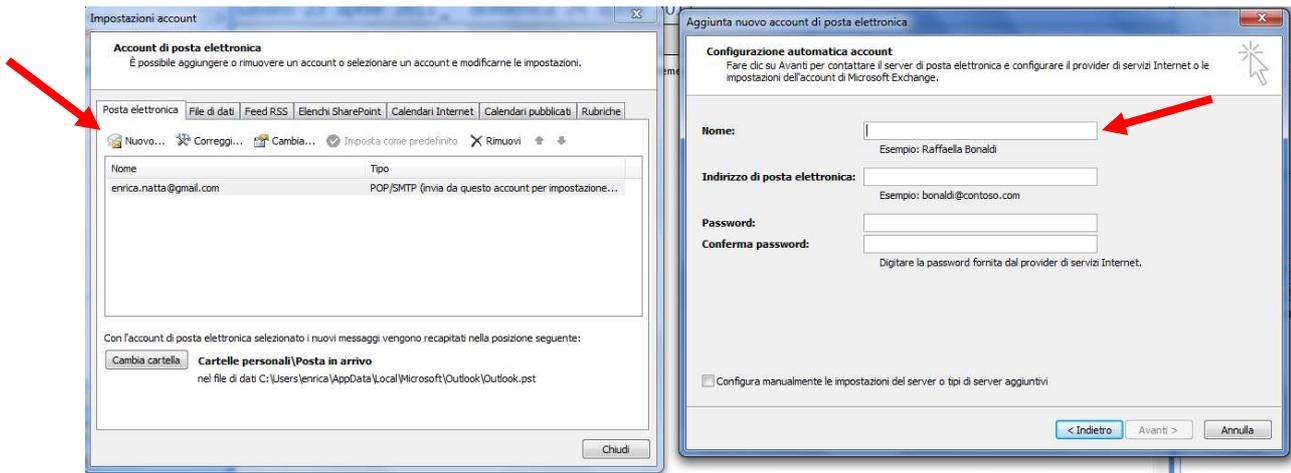 Impostazioni account
Account di posta elettronica
È possibile aggiungere o rimuovere un account o selezionare un account e modificarne le impostazioni.
Posta elettronica File di dati Feed RSS Elenchi SharePoint Calendari Internet Calendari pubblicati Rubriche
Nuovo... Correggi... Cambia... Imposta come predefinito Rimuovi
Nome Tipo
enrica.natta@gmail.com POP/SMTP (invia da questo account per impostazione...
Con l'account di posta elettronica selezionato i nuovi messaggi vengono recapitati nella posizione seguente:
Cambia cartella Cartelle personali\Posta in arrivo
nel file di dati C:\Users\enrica\AppData\Local\Microsoft\Outlook\Outlook.pst
Chiudi
Aggiunta nuovo account di posta elettronica
Configurazione automatica account
Fare clic su Avanti per contattare il server di posta elettronica e configurare il provider di servizi Internet o le
impostazioni dell'account di Microsoft Exchange.
Nome:
Esempio: Raffaella Bonaldi
Indirizzo di posta elettronica:
Esempio: bonaldi@contoso.com
Password:
Conferma password:
Digitare la password fornita dal provider di servizi Internet.
Configura manualmente le impostazioni del server o tipi di server aggiuntivi
< Indietro Avanti > Annulla